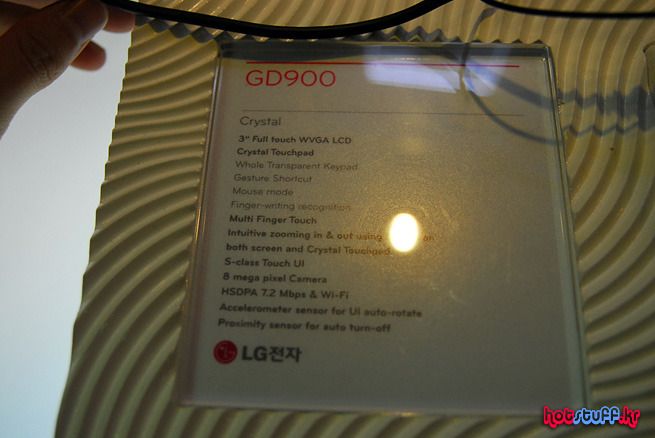 GD900
Crystal
3" Full touch WVGA LCD
Crystal Touchpad
Whole Transparent Keypad
Gesture Shortcut
Mouse mode
Finger-writing recognition
Multi Finger Touch
Intuitive zooming in & out using on
both screen and Crystal Touchpad.
S-class Touch UI
8 mega pixel Camera
HSDPA 7.2 Mbps & Wi-Fi
Accelerometer sensor for UI auto-rotate
Proximity sensor for auto turn-off
LG전자
hotstuff.kr